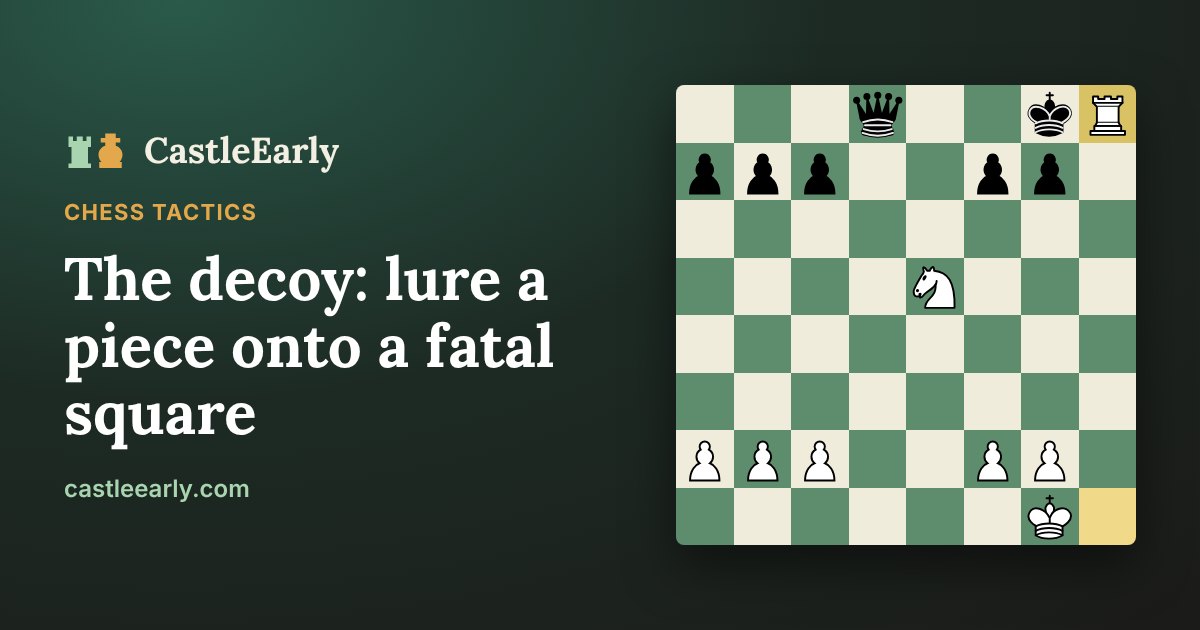 CastleEarly
CHESS TACTICS
The decoy: lure a
piece onto a fatal
square
castleearly.com